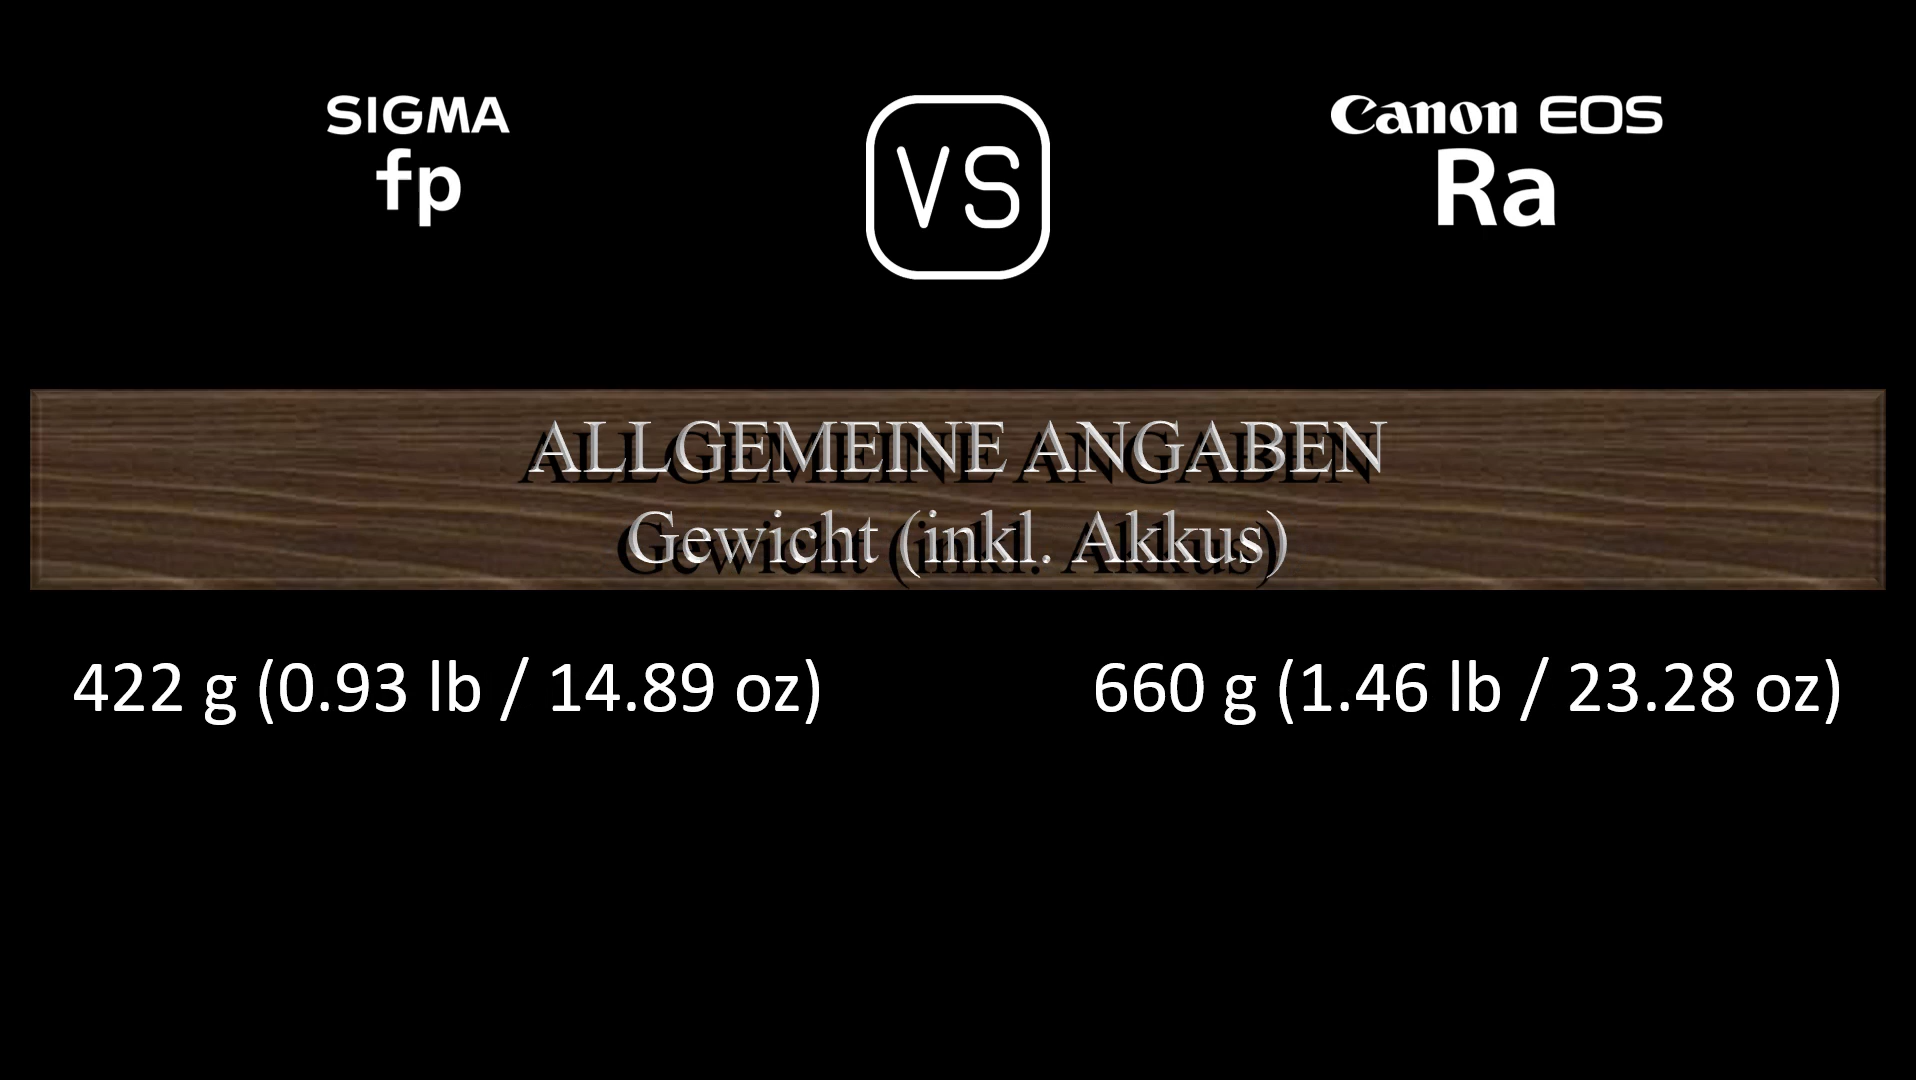 SIGMA
fp
VS
Canon EOS
Ra
ALLGEMEINE ANGABEN
Gewicht (inkl. Akkus)
422 g (0.93 lb / 14.89 oz)
660 g (1.46 lb / 23.28 oz)